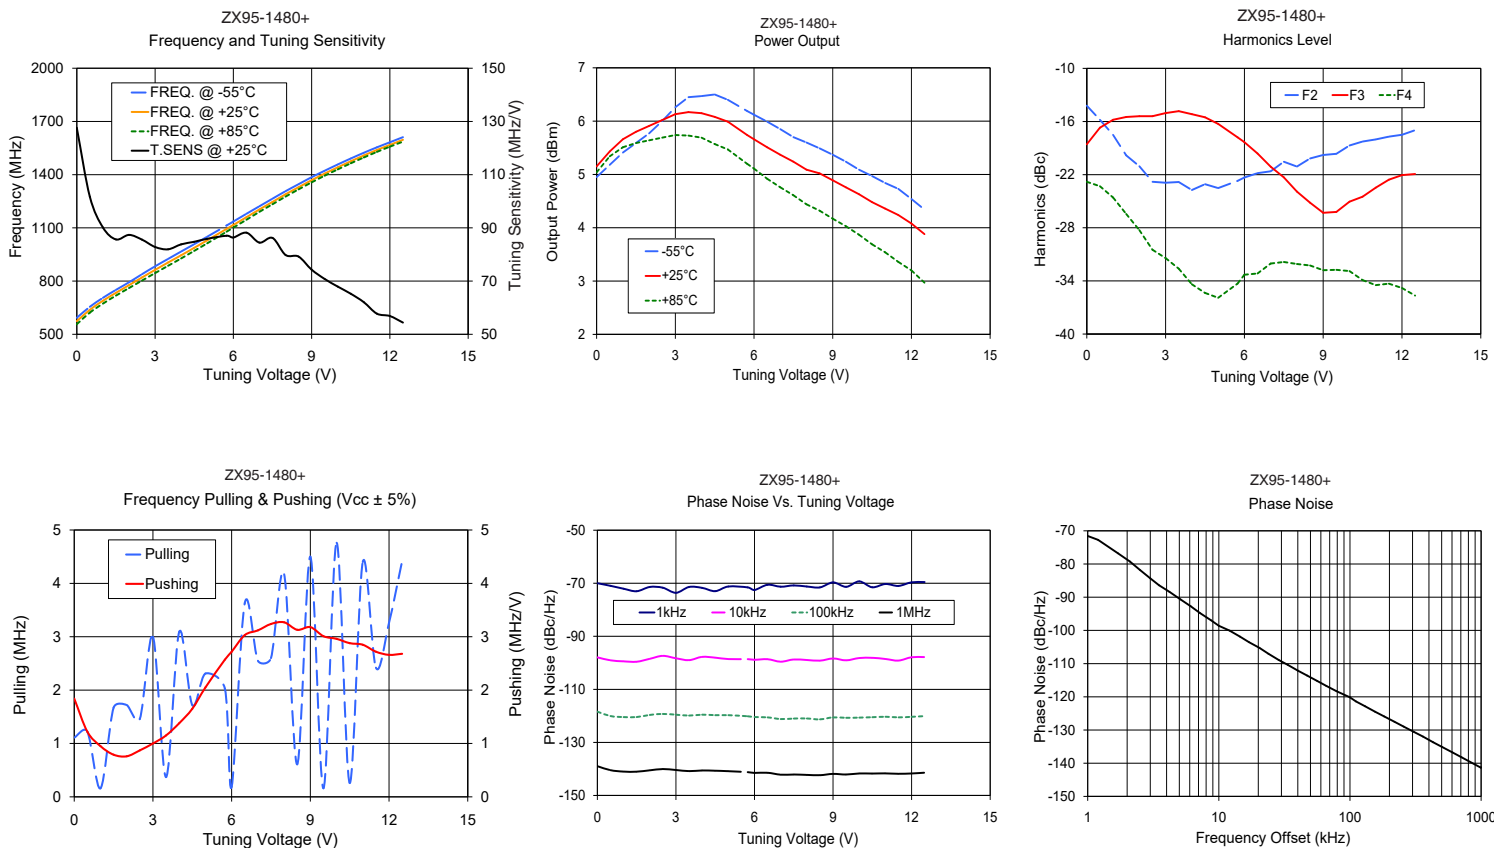 ZX95-1480+
Frequency and Tuning Sensitivity
2000
1700
1400
1100
800
500
150
130
110
90
70
50
0 3 6 9 12 15
Frequency (MHz)
Tuning Sensitivity (MHz/V)
FREQ. @ -55°C
FREQ. @ +25°C
FREQ. @ +85°C
T.SENS @ +25°C
Tuning Voltage (V)
ZX95-1480+
Power Output
7
6
5
4
3
2
0 3 6 9 12 15
Output Power (dBm)
-55°C
+25°C
+85°C
Tuning Voltage (V)
ZX95-1480+
Harmonics Level
-10
-16
-22
-28
-34
-40
0 3 6 9 12 15
Harmonics (dBc)
F2 F3 F4
Tuning Voltage (V)
ZX95-1480+
Frequency Pulling & Pushing (Vcc ± 5%)
5
4
3
2
1
0
5
4
3
2
1
0
0 3 6 9 12 15
Pulling (MHz)
Pushing (MHz/V)
Pulling
Pushing
Tuning Voltage (V)
ZX95-1480+
Phase Noise Vs. Tuning Voltage
-50
-70
-90
-110
-130
-150
0 3 6 9 12 15
Phase Noise (dBc/Hz)
1kHz 10kHz 100kHz 1MHz
Tuning Voltage (V)
ZX95-1480+
Phase Noise
-70
-80
-90
-100
-110
-120
-130
-140
-150
1 10 100 1000
Phase Noise (dBc/Hz)
Frequency Offset (kHz)